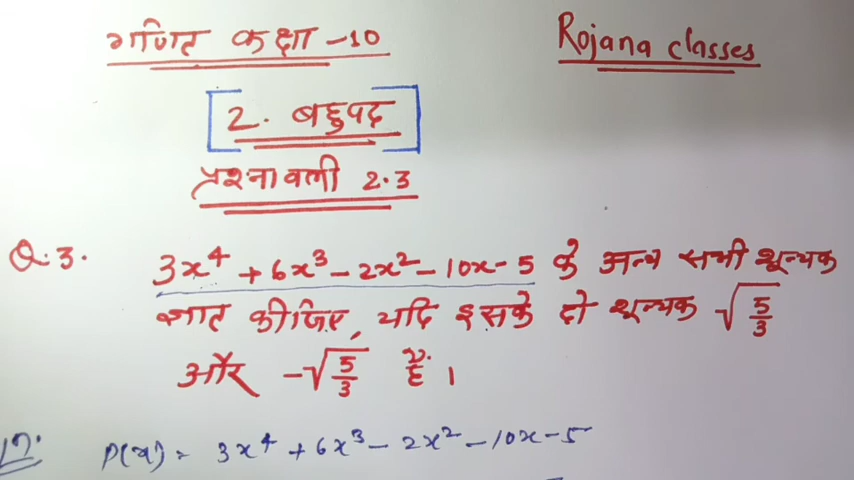 गणित कक्षा -10
Rojana classes
2. बहुपद
प्रश्नावली 2.3
Q.3. 3x⁴ + 6x³ - 2x² - 10x - 5 के अन्य सभी शून्यक
ज्ञात कीजिए, यदि इसके दो शून्यक √5/3
और -√5/3 हैं।
P(x) = 3x⁴ + 6x³ - 2x² - 10x - 5